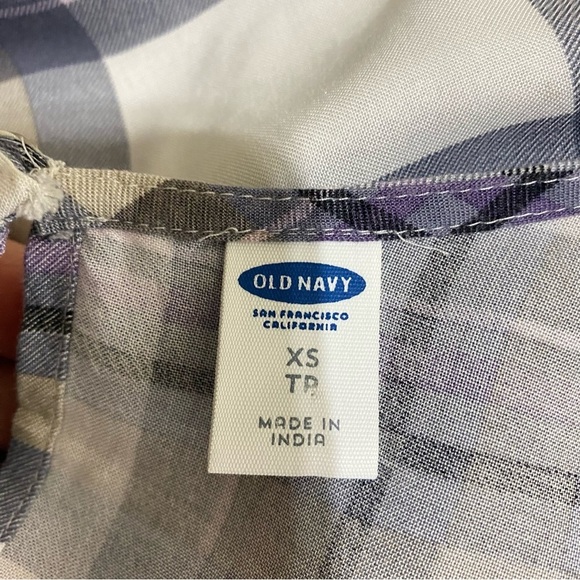 OLD NAVY
SAN FRANCISCO
CALIFORNIA
XS
TP
MADE IN
INDIA